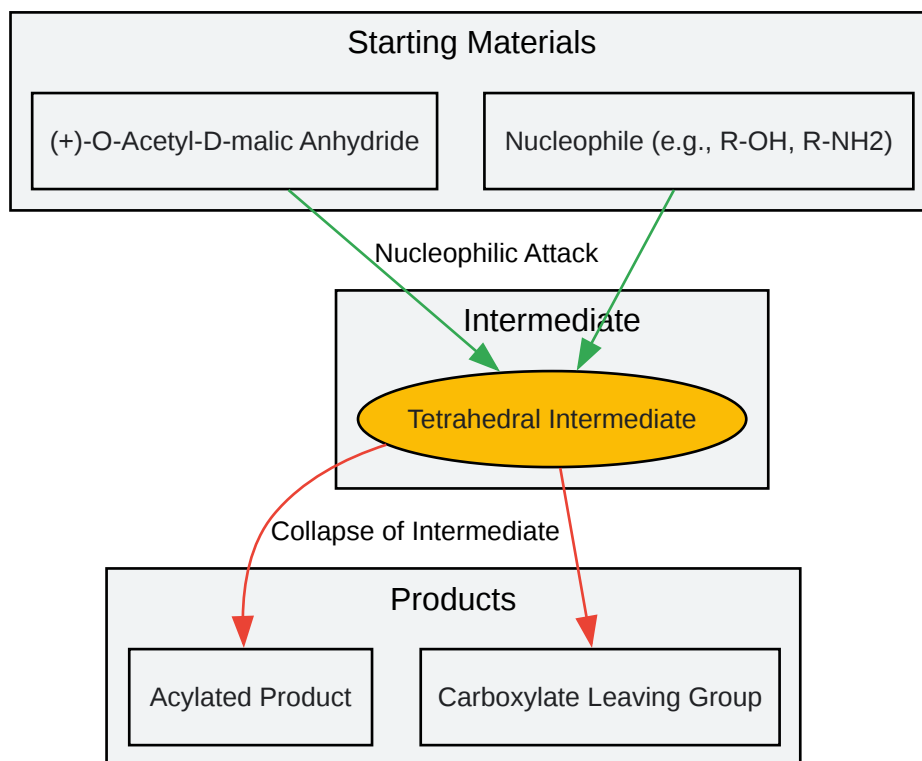 Starting Materials
(+)-O-Acetyl-D-malic Anhydride
Nucleophile (e.g., R-OH, R-NH2)
Nucleophilic Attack
Intermediate
Tetrahedral Intermediate
Collapse of Intermediate
Products
Acylated Product
Carboxylate Leaving Group